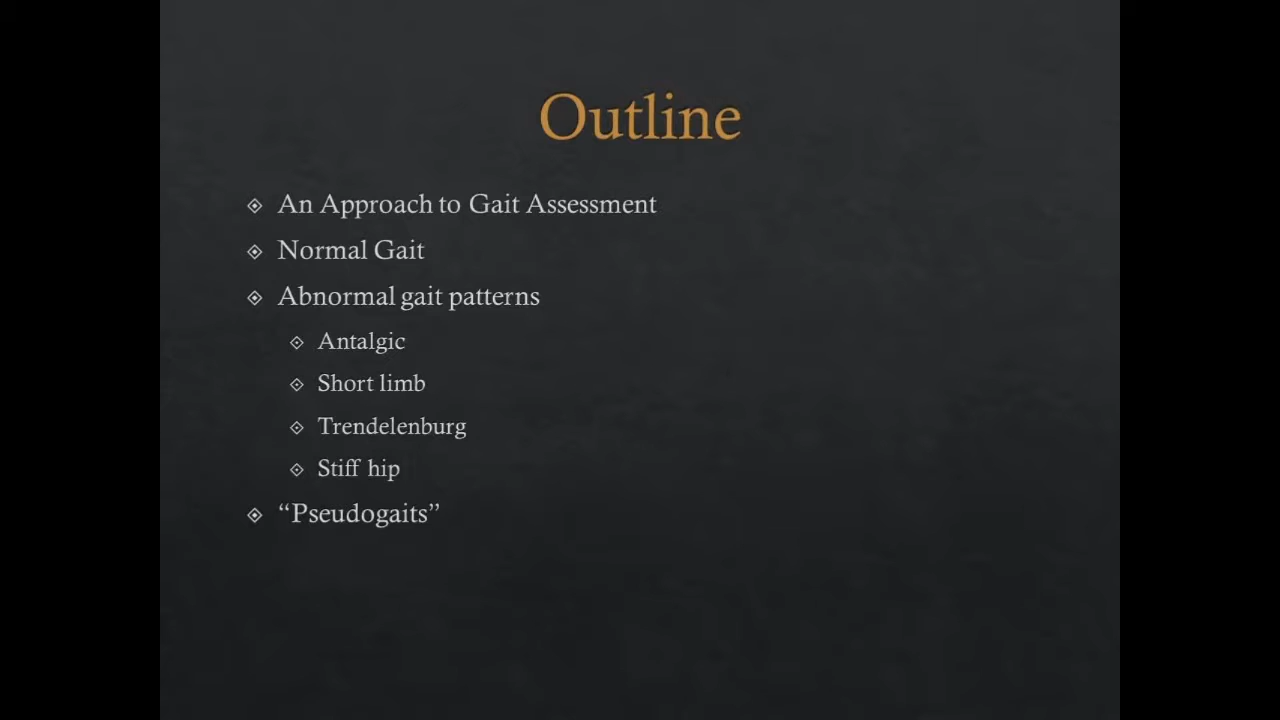 Outline
An Approach to Gait Assessment
Normal Gait
Abnormal gait patterns
Antalgic
Short limb
Trendelenburg
Stiff hip
“Pseudogaits”